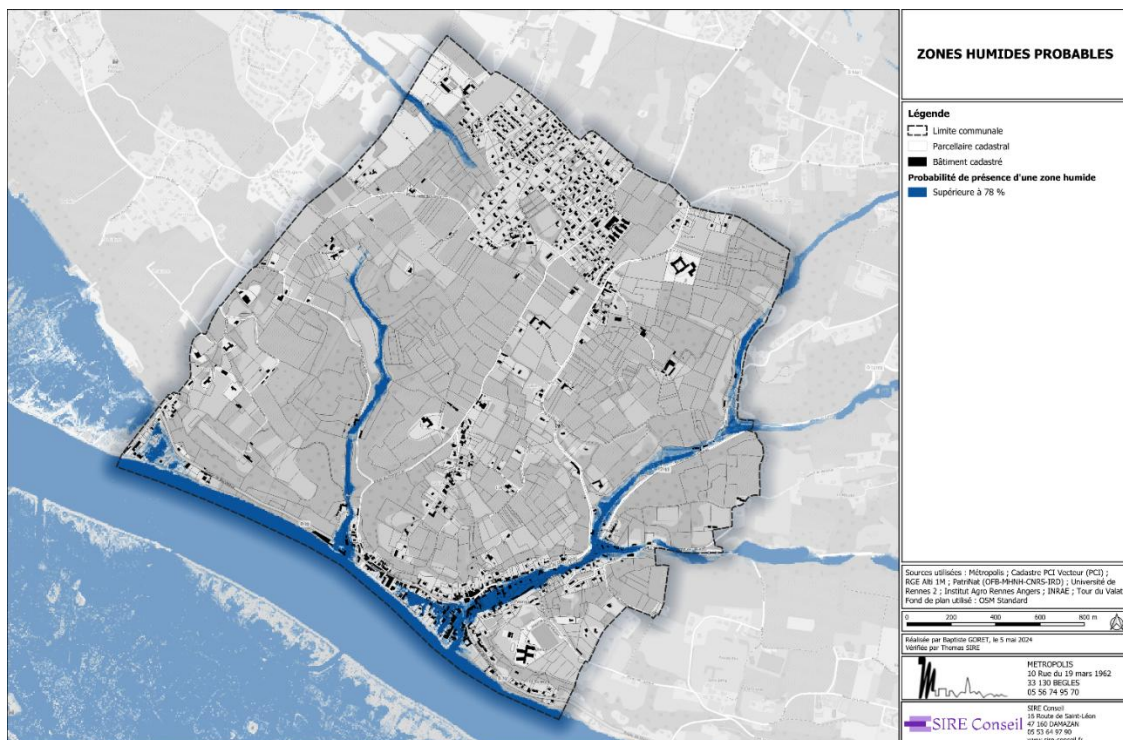 ZONES HUMIDES PROBABLES
Légende
Limite communale
Parcellaire cadastral
Bâtiment cadastré
Probabilité de présence d'une zone humide
Supérieure à 78 %
Sources utilisées : Métropolis ; Cadastre PCI Vecteur (PCI) ;
RGE Alti 1M ; PatriNat (OFB-MNHN-CNRS-IRD) ; Université de
Rennes 2 ; Institut Agro Rennes Angers ; INRAE ; Tour du Valat
Fond de plan utilisé : OSM Standard
0 200 400 600 800 m
Réalisée par Baptiste GORET, le 5 mai 2024
Vérifiée par Thomas SIRE
METROPOLIS
10 Rue du 19 mars 1962
33 130 BEGLES
05 56 74 95 70
SIRE Conseil
SIRE Conseil
16 Route de Saint-Léon
47 160 DAMAZAN
05 53 64 97 90
www.sire-conseil.fr